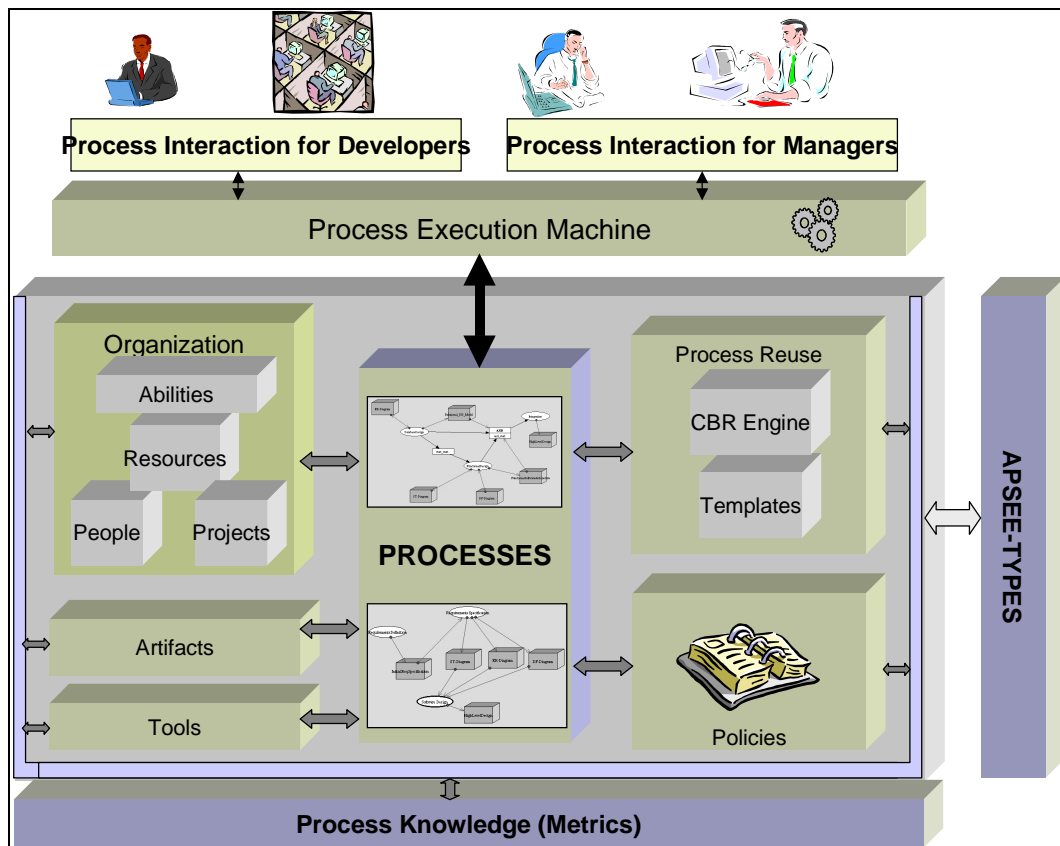 Process Interaction for Developers
Process Interaction for Managers
Process Execution Machine
Organization
Abilities
Resources
People
Projects
Artifacts
Tools
PROCESSES
Process Reuse
CBR Engine
Templates
Policies
APSEE-TYPES
Process Knowledge (Metrics)